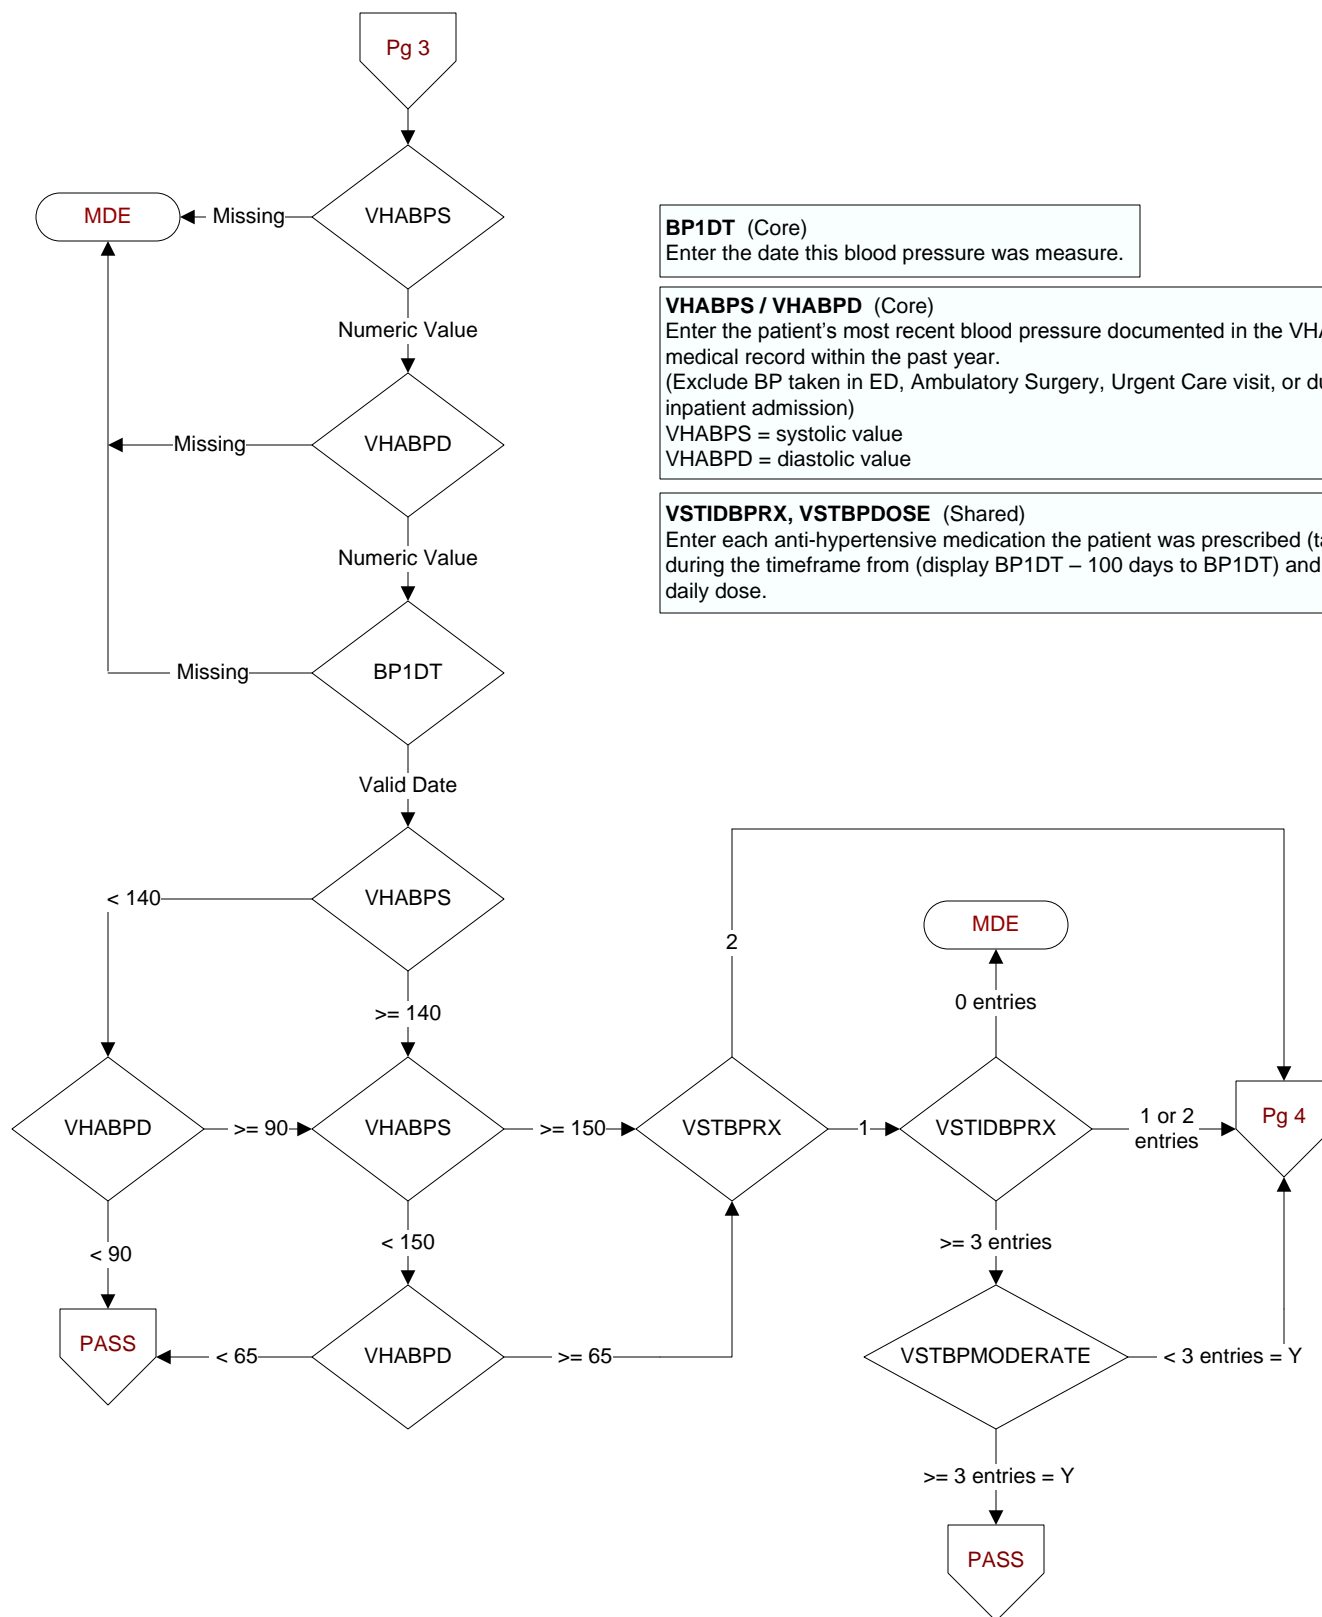 Pg 3
MDE
Missing
VHABPS
Numeric Value
Missing
VHABPD
Numeric Value
Missing
BP1DT
Valid Date
BP1DT (Core)
Enter the date this blood pressure was measure.
VHABPS / VHABPD (Core)
Enter the patient's most recent blood pressure documented in the VHA
medical record within the past year.
(Exclude BP taken in ED, Ambulatory Surgery, Urgent Care visit, or du
inpatient admission)
VHABPS = systolic value
VHABPD = diastolic value
VSTIDBPRX, VSTBPDOSE (Shared)
Enter each anti-hypertensive medication the patient was prescribed (ta
during the timeframe from (display BP1DT – 100 days to BP1DT) and
daily dose.
< 140
VHABPS
>= 140
2
MDE
0 entries
VHABPD
>= 90
VHABPS
>= 150
VSTBPRX
1
VSTIDBPRX
1 or 2
entries
Pg 4
< 90
< 150
>= 3 entries
PASS
< 65
VHABPD
>= 65
VSTBPMODERATE
< 3 entries = Y
>= 3 entries = Y
PASS